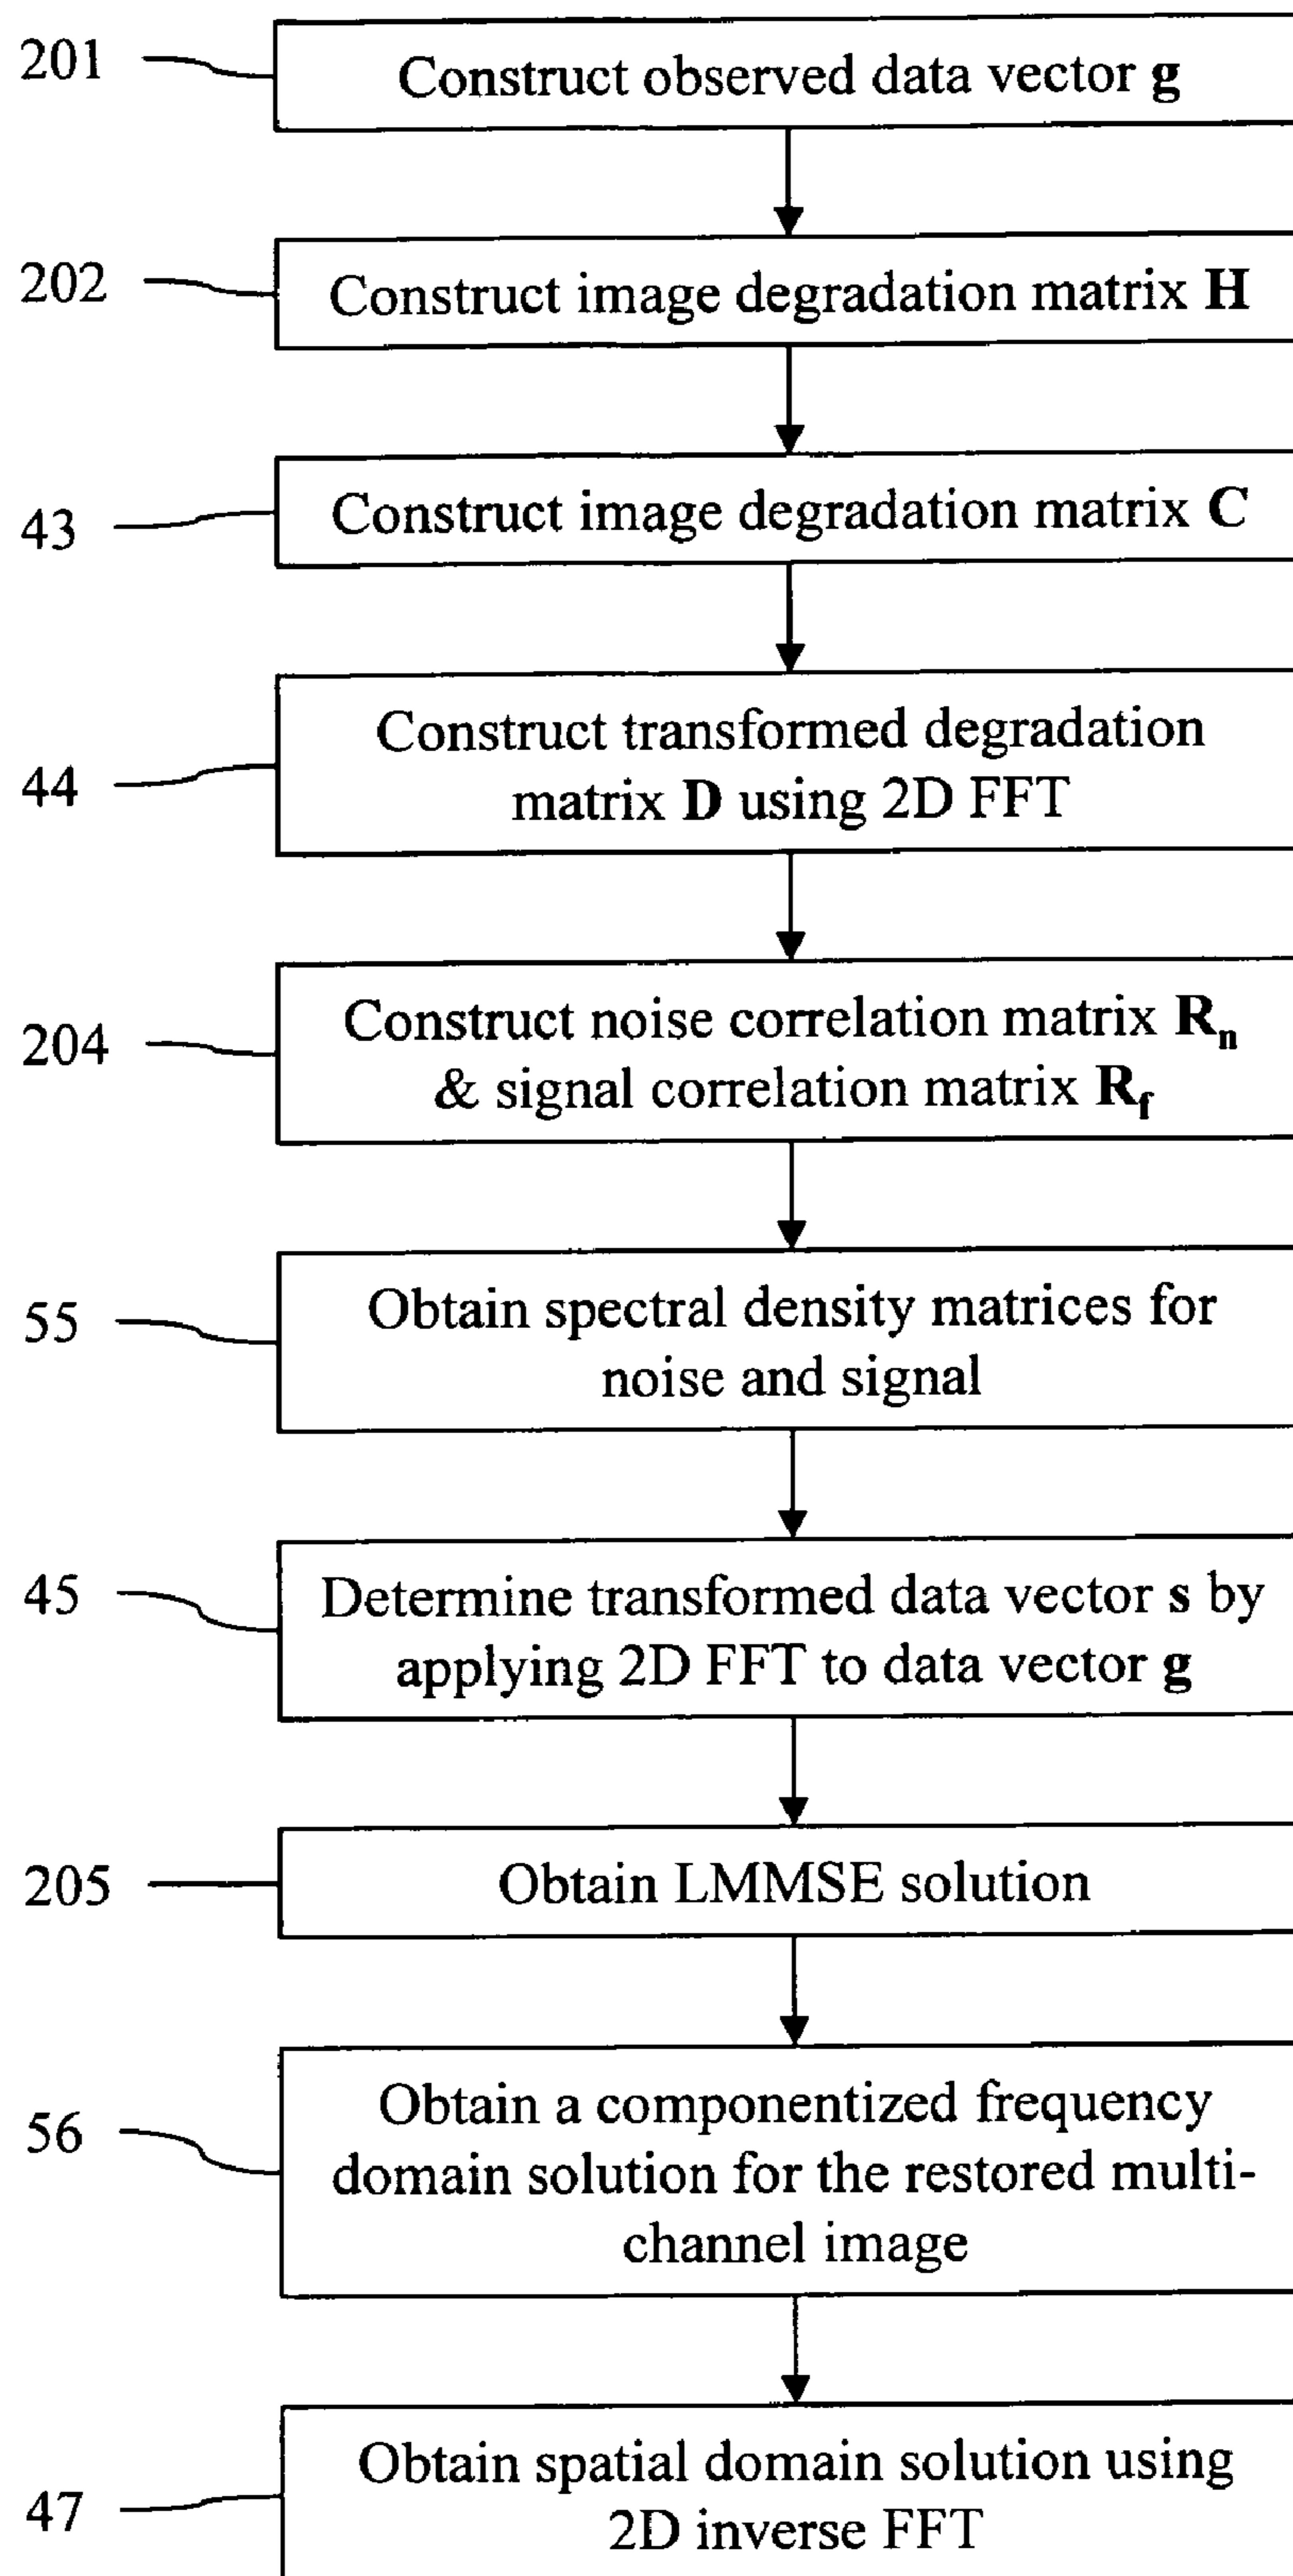 201
Construct observed data vector g
202
Construct image degradation matrix H
43
Construct image degradation matrix C
44
Construct transformed degradation
matrix D using 2D FFT
204
Construct noise correlation matrix Rn
& signal correlation matrix Rf
55
Obtain spectral density matrices for
noise and signal
45
Determine transformed data vector s by
applying 2D FFT to data vector g
205
Obtain LMMSE solution
56
Obtain a componentized frequency
domain solution for the restored multi-
channel image
47
Obtain spatial domain solution using
2D inverse FFT